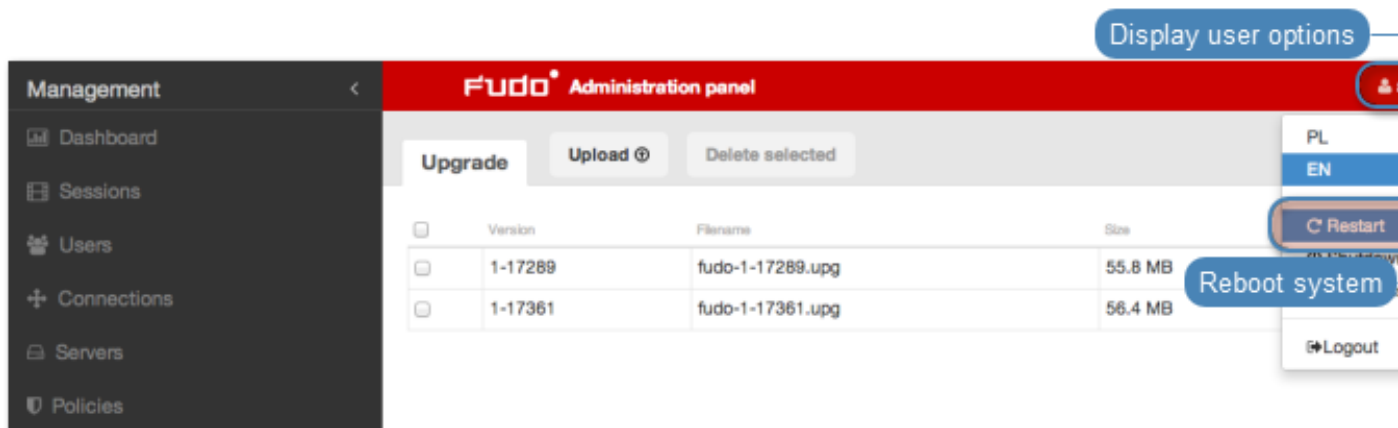 Display user options
Management
Fudo Administration panel
Dashboard
Sessions
Users
Connections
Servers
Policies
Upgrade
Upload
Delete selected
PL
EN
Restart
Reboot system
Logout
Version Filename Size
1-17289 fudo-1-17289.upg 55.8 MB
1-17361 fudo-1-17361.upg 56.4 MB